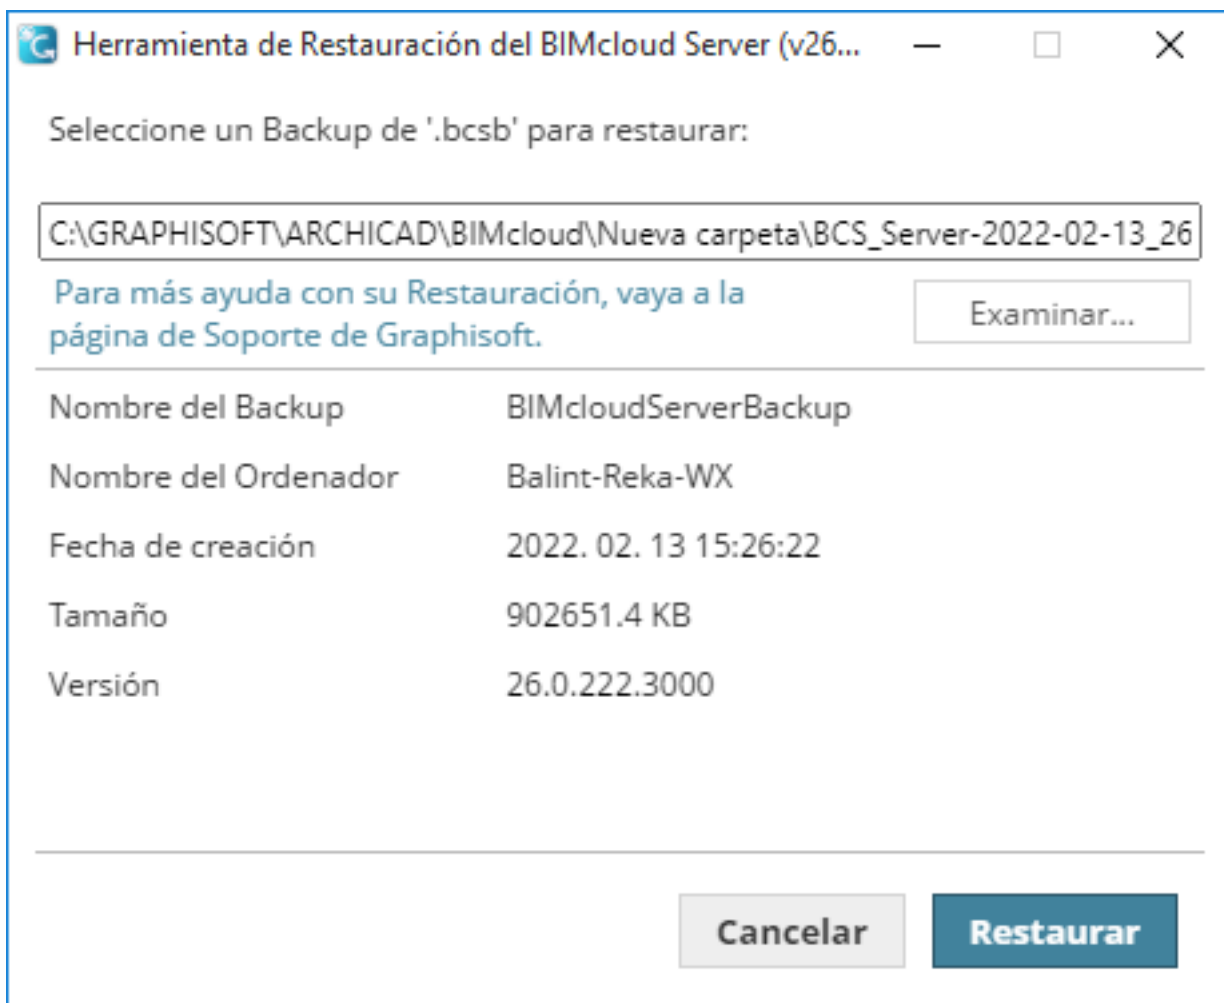 Herramienta de Restauración del BIMcloud Server (v26...
Seleccione un Backup de '.bcsb' para restaurar:
C:\GRAPHISOFT\ARCHICAD\BIMcloud\Nueva carpeta\BCS_Server-2022-02-13_26
Para más ayuda con su Restauración, vaya a la
página de Soporte de Graphisoft.
Examinar...
Nombre del Backup BIMcloudServerBackup
Nombre del Ordenador Balint-Reka-WX
Fecha de creación 2022. 02. 13 15:26:22
Tamaño 902651.4 KB
Versión 26.0.222.3000
Cancelar Restaurar